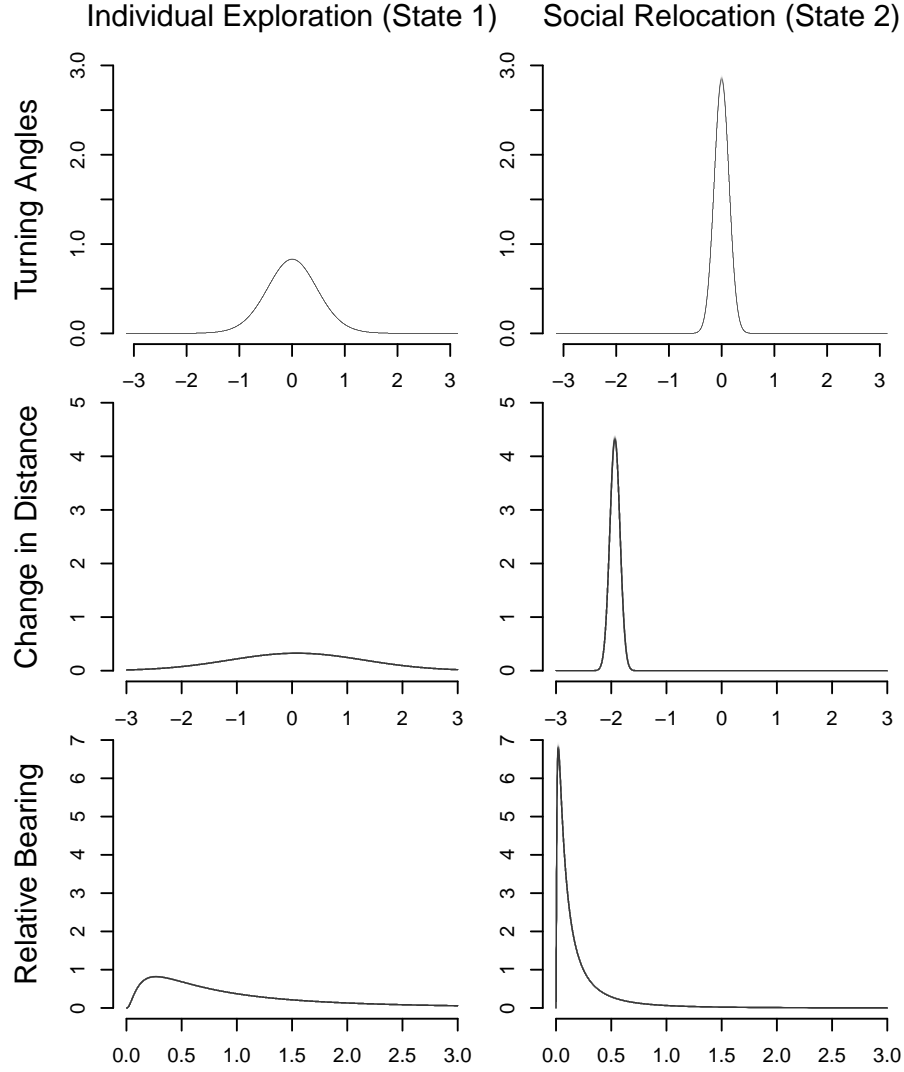 Individual Exploration (State 1) Social Relocation (State 2)
Turning Angles
0.0 1.0 2.0 3.0
−3 −2 −1 0 1 2 3
0.0 1.0 2.0 3.0
−3 −2 −1 0 1 2 3
Change in Distance
0 1 2 3 4 5
−3 −2 −1 0 1 2 3
0 1 2 3 4 5
−3 −2 −1 0 1 2 3
Relative Bearing
0 1 2 3 4 5 6 7
0.0 0.5 1.0 1.5 2.0 2.5 3.0
0 1 2 3 4 5 6 7
0.0 0.5 1.0 1.5 2.0 2.5 3.0